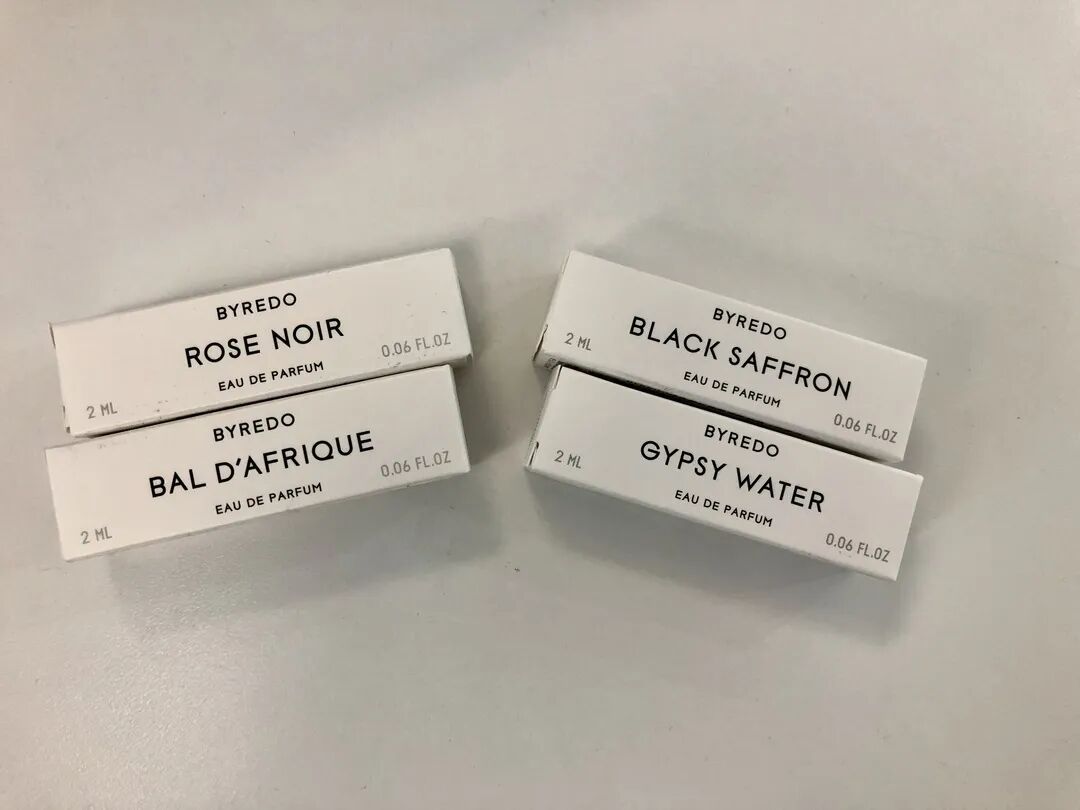 BYREDO
ROSE NOIR
EAU DE PARFUM
2 ML
0.06 FL.OZ
BYREDO
BAL D'AFRIQUE
EAU DE PARFUM
2 ML
0.06 FL.OZ
BYREDO
BLACK SAFFRON
EAU DE PARFUM
2 ML
0.06 FL.OZ
BYREDO
GYPSY WATER
EAU DE PARFUM
2 ML
0.06 FL.OZ